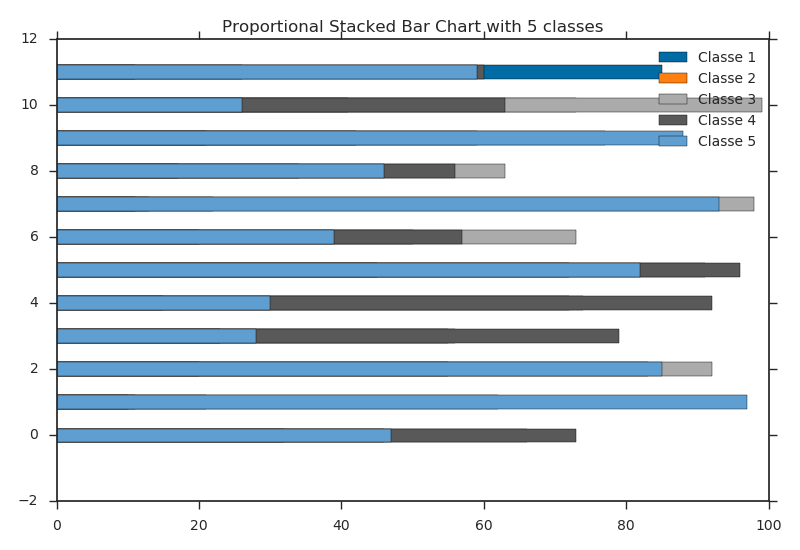 Proportional Stacked Bar Chart with 5 classes
12
10
8
6
4
2
0
−2
0 20 40 60 80 100
Classe 1
Classe 2
Classe 3
Classe 4
Classe 5